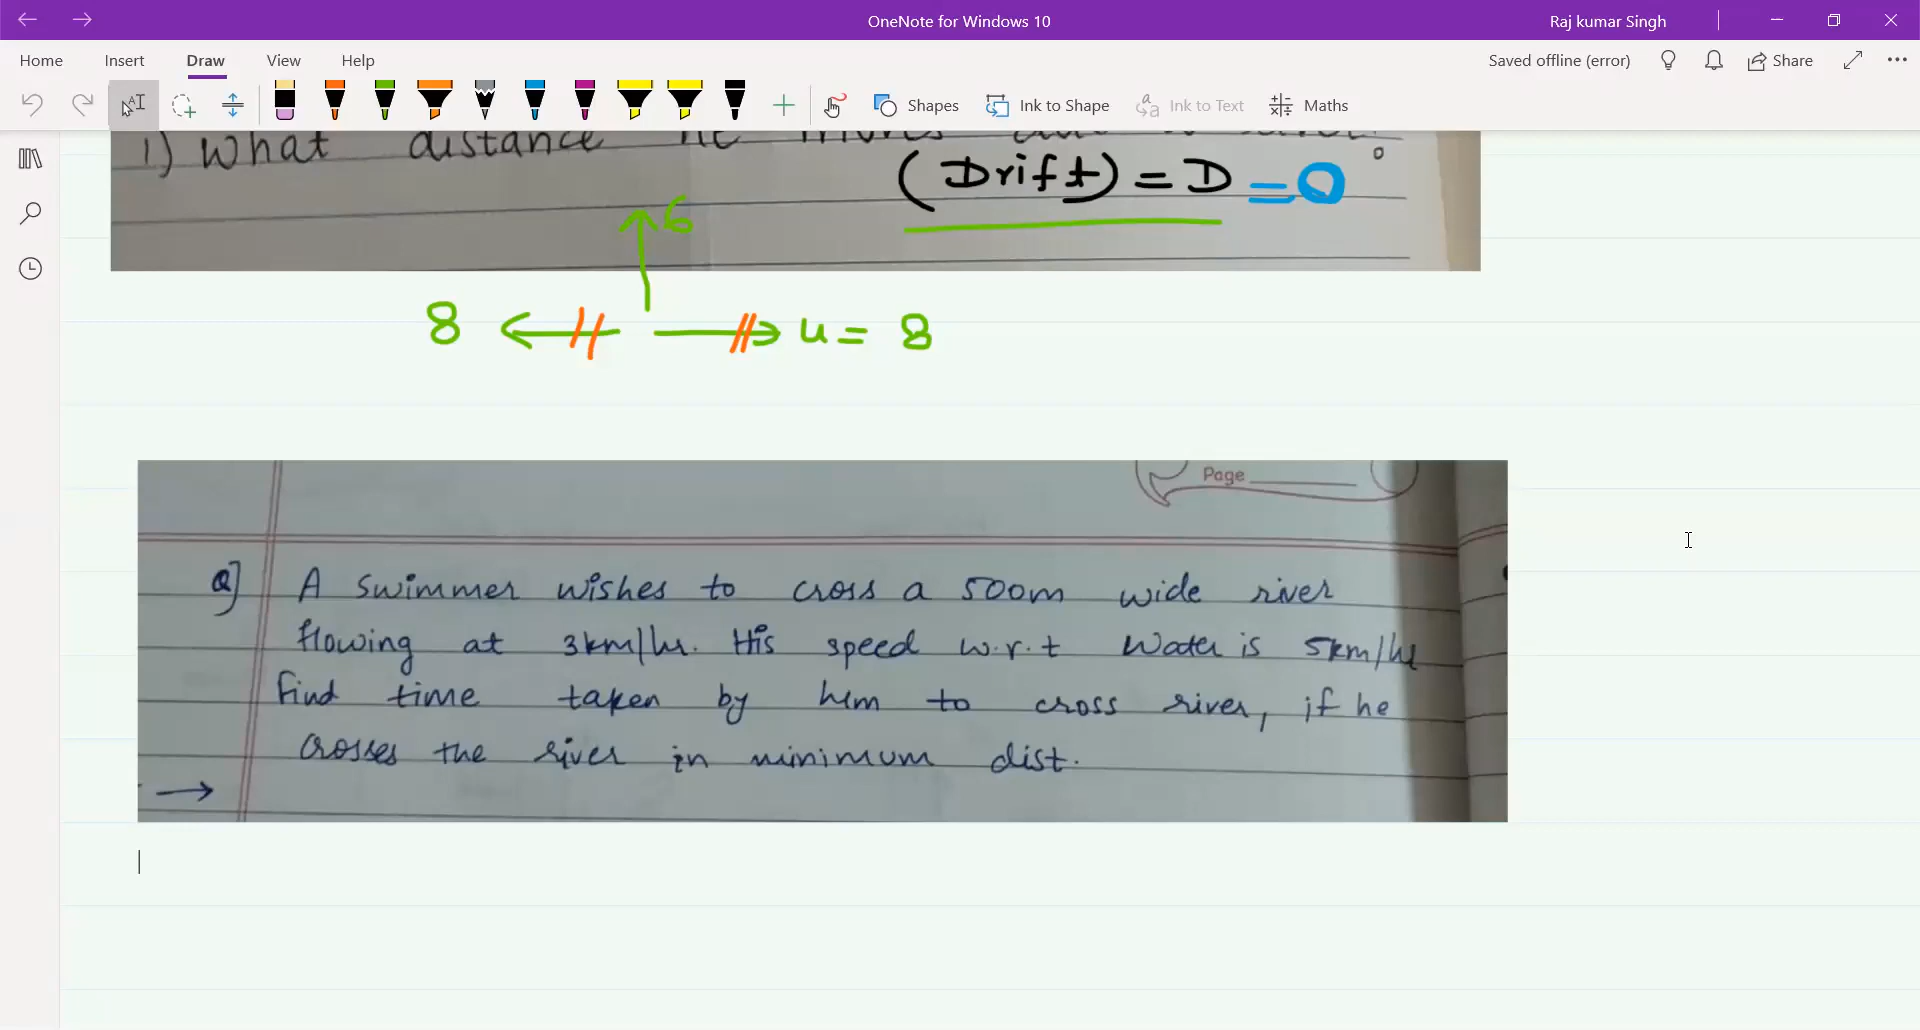 OneNote for Windows 10
Raj kumar Singh
Home Insert Draw View Help
Saved offline (error)
Share
Shapes
Ink to Shape
Ink to Text
Maths
1) What distance he
(Drift) = D = 0
6
8
u = 8
Page
Q] A swimmer wishes to cross a 500m wide river
flowing at 3km/hr. His speed w.r.t Water is 5km/hr
find time taken by him to cross river, if he
crosses the river in minimum dist.